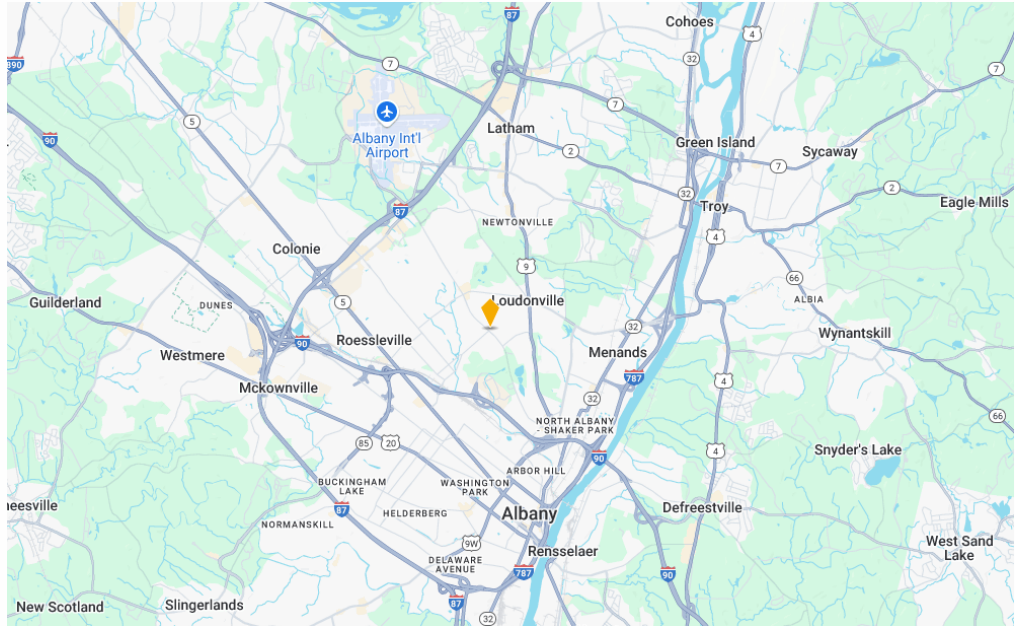 87
Cohoes
4
32
890
7
7
7
5
90
Albany Int'l
Airport
Latham
2
Green Island
Sycaway
7
32
2
87
Troy
Eagle Mills
NEWTONVILLE
4
Colonie
9
66
Guilderland
DUNES
5
Loudonville
ALBIA
32
Wynantskill
Roessleville
90
Westmere
Menands
787
4
Mckownville
32
66
NORTH ALBANY
- SHAKER PARK
85
20
4
Snyder's Lake
90
ARBOR HILL
BUCKINGHAM
LAKE
WASHINGTON
PARK
eesville
87
HELDERBERG
Albany
Defreestville
NORMANSKILL
9W
Rensselaer
West Sand
Lake
DELAWARE
AVENUE
787
90
87
New Scotland
Slingerlands
32